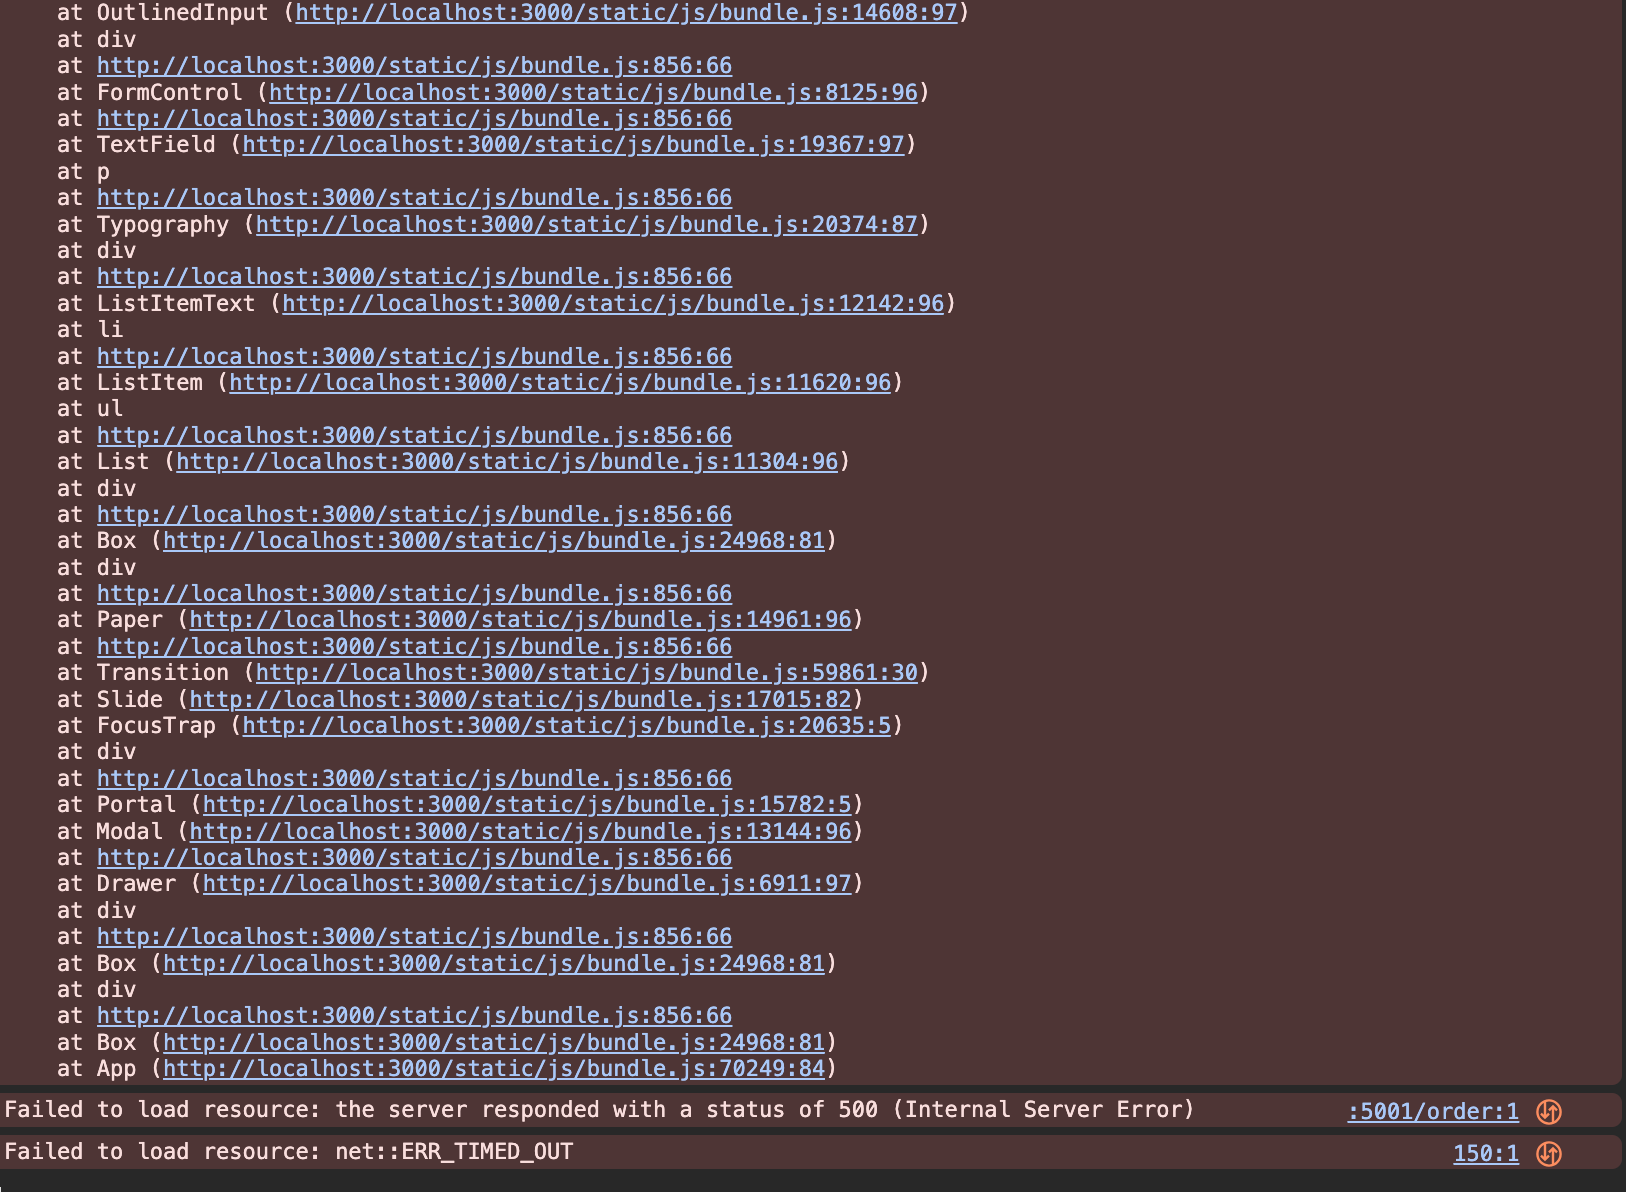 at OutlinedInput (http://localhost:3000/static/js/bundle.js:14608:97)
at div
at http://localhost:3000/static/js/bundle.js:856:66
at FormControl (http://localhost:3000/static/js/bundle.js:8125:96)
at http://localhost:3000/static/js/bundle.js:856:66
at TextField (http://localhost:3000/static/js/bundle.js:19367:97)
at p
at http://localhost:3000/static/js/bundle.js:856:66
at Typography (http://localhost:3000/static/js/bundle.js:20374:87)
at div
at http://localhost:3000/static/js/bundle.js:856:66
at ListItemText (http://localhost:3000/static/js/bundle.js:12142:96)
at li
at http://localhost:3000/static/js/bundle.js:856:66
at ListItem (http://localhost:3000/static/js/bundle.js:11620:96)
at ul
at http://localhost:3000/static/js/bundle.js:856:66
at List (http://localhost:3000/static/js/bundle.js:11304:96)
at div
at http://localhost:3000/static/js/bundle.js:856:66
at Box (http://localhost:3000/static/js/bundle.js:24968:81)
at div
at http://localhost:3000/static/js/bundle.js:856:66
at Paper (http://localhost:3000/static/js/bundle.js:14961:96)
at http://localhost:3000/static/js/bundle.js:856:66
at Transition (http://localhost:3000/static/js/bundle.js:59861:30)
at Slide (http://localhost:3000/static/js/bundle.js:17015:82)
at FocusTrap (http://localhost:3000/static/js/bundle.js:20635:5)
at div
at http://localhost:3000/static/js/bundle.js:856:66
at Portal (http://localhost:3000/static/js/bundle.js:15782:5)
at Modal (http://localhost:3000/static/js/bundle.js:13144:96)
at http://localhost:3000/static/js/bundle.js:856:66
at Drawer (http://localhost:3000/static/js/bundle.js:6911:97)
at div
at http://localhost:3000/static/js/bundle.js:856:66
at Box (http://localhost:3000/static/js/bundle.js:24968:81)
at div
at http://localhost:3000/static/js/bundle.js:856:66
at Box (http://localhost:3000/static/js/bundle.js:24968:81)
at App (http://localhost:3000/static/js/bundle.js:70249:84)
Failed to load resource: the server responded with a status of 500 (Internal Server Error) :5001/order:1
Failed to load resource: net::ERR_TIMED_OUT 150:1